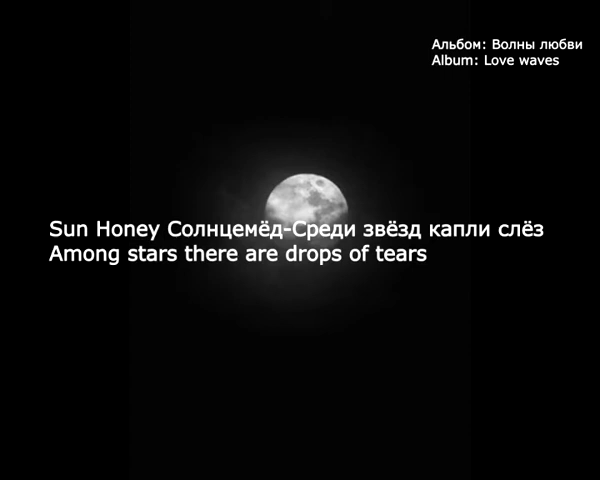 Альбом: Волны любви
Album: Love waves
Sun Honey Солнцемёд-Среди звёзд капли слёз
Among stars there are drops of tears